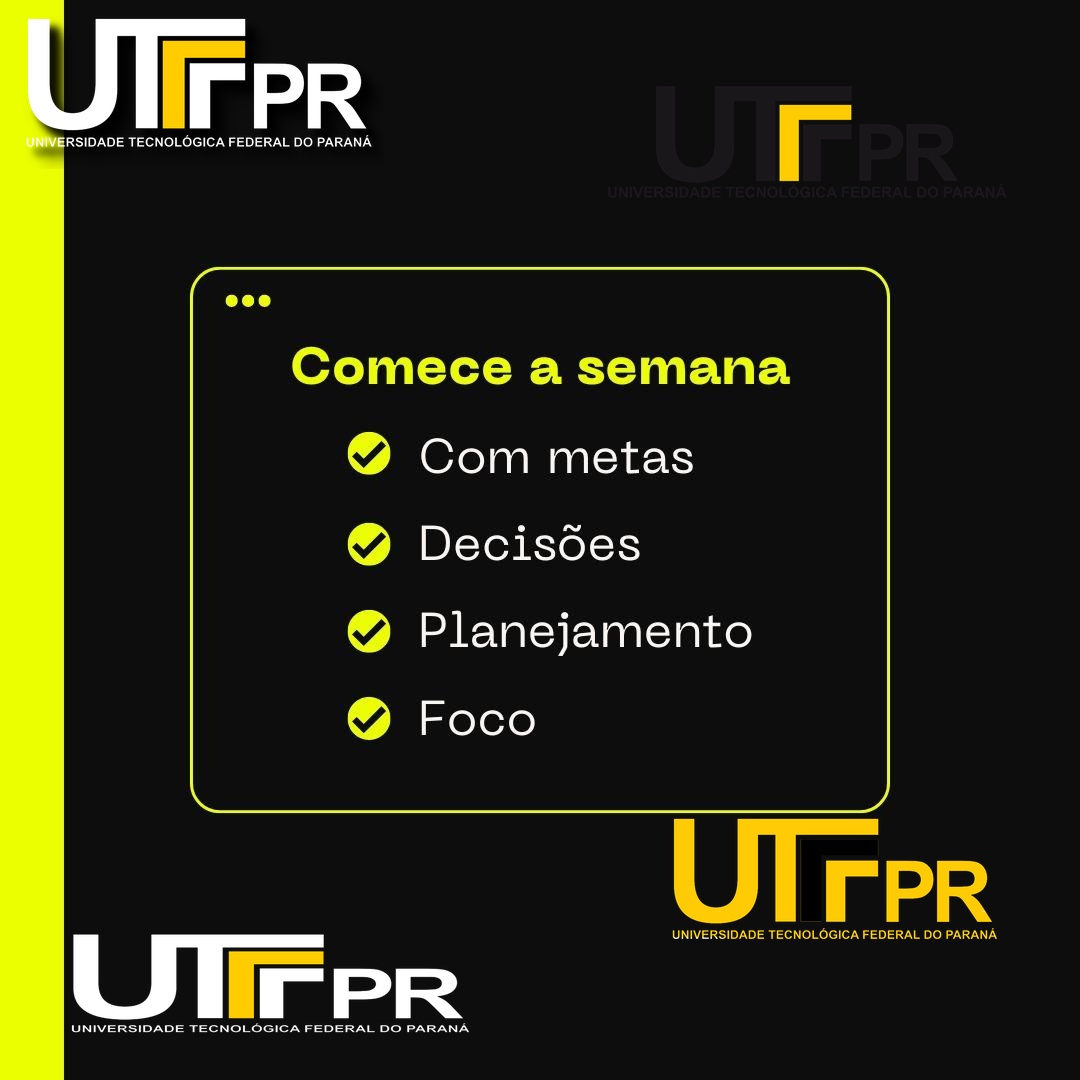 UTFPR
UNIVERSIDADE TECNOLÓGICA FEDERAL DO PARANÁ
UTFPR
UNIVERSIDADE TECNOLÓGICA FEDERAL DO PARANÁ
Comece a semana
Com metas
Decisões
Planejamento
Foco
UTFPR
UNIVERSIDADE TECNOLÓGICA FEDERAL DO PARANÁ
UTFPR
UNIVERSIDADE TECNOLÓGICA FEDERAL DO PARANÁ